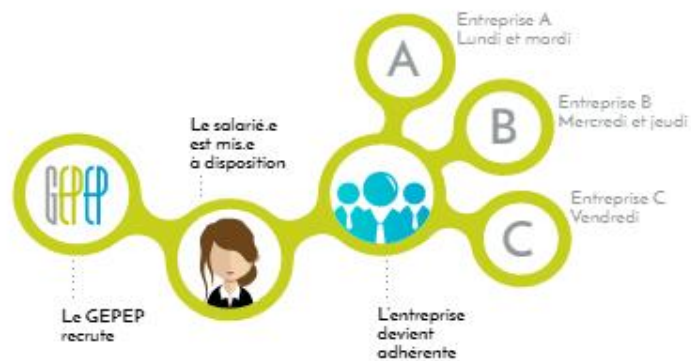 Entreprise A
Lundi et mardi
A
Entreprise B
Mercredi et jeudi
B
Le salarié.e
est mis.e
à disposition
GEPEP
Entreprise C
Vendredi
C
Le GEPEP
recrute
L'entreprise
devient
adhérente